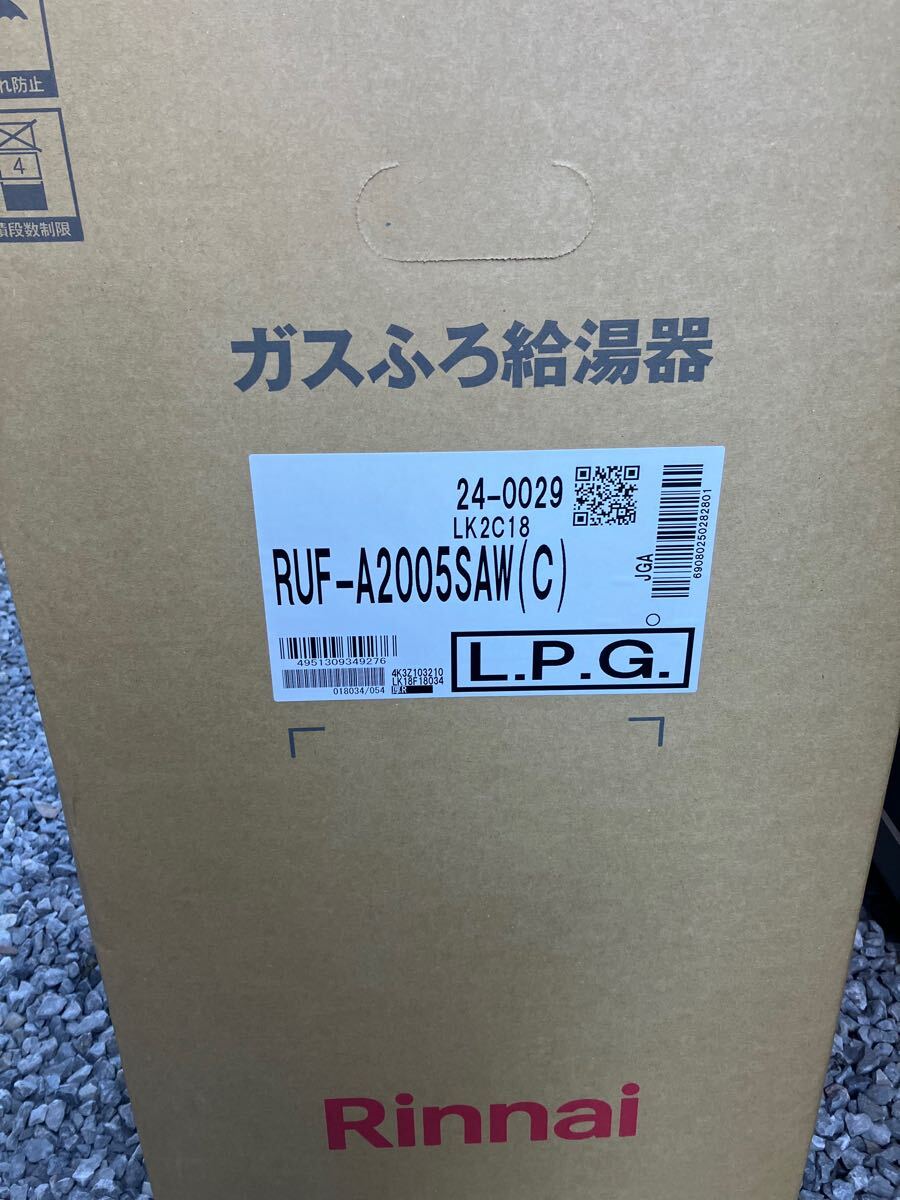 れ防止
4
積段数制限
ガスふろ給湯器
24-0029
LK2C18
RUF-A2005SAW(C)
JGA
69080250282801
4951309349276
4K3Z103210
LK18F18034
018034/054
L.P.G.
Rinnai